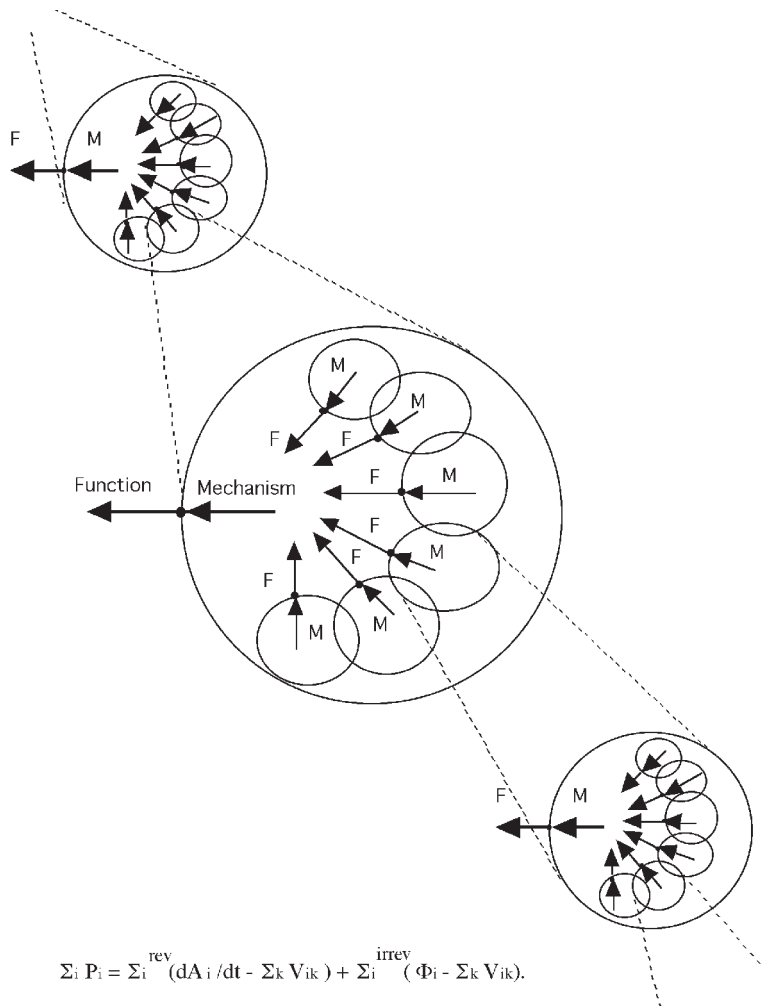 F M
M
M
F
F
F M
Function Mechanism
F
M
F
F
M
M
F M
Σi Pi = Σi rev (dAi /dt - Σk Vik ) + Σi irrev ( Φi - Σk Vik).